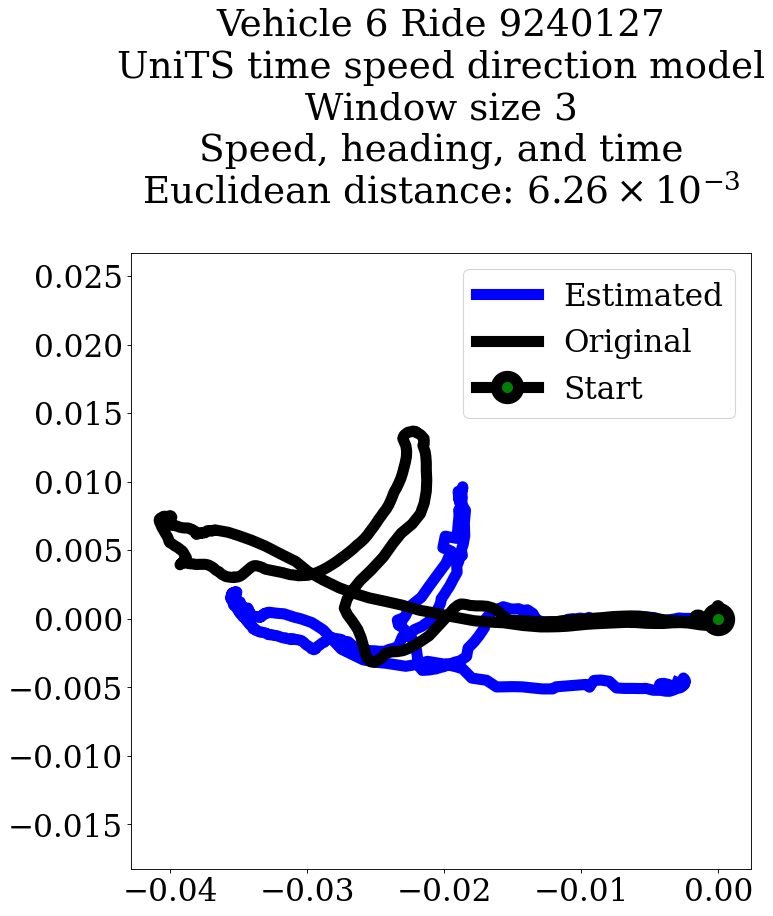 Vehicle 6 Ride 9240127
UniTS time speed direction model
Window size 3
Speed, heading, and time
Euclidean distance: 6.26 × 10⁻³
Estimated
Original
Start
0.025
0.020
0.015
0.010
0.005
0.000
−0.005
−0.010
−0.015
−0.04 −0.03 −0.02 −0.01 0.00